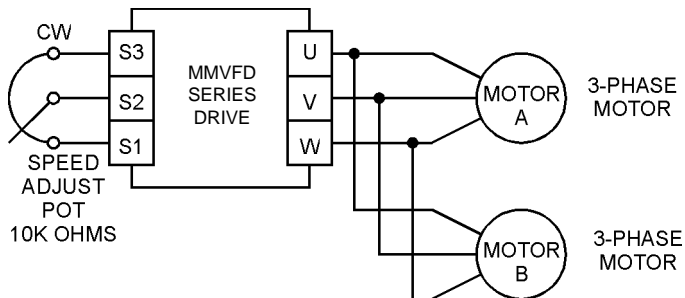 CW
S3
S2
S1
SPEED
ADJUST
POT
10K OHMS
MMVFD
SERIES
DRIVE
U
V
W
MOTOR
A
3-PHASE
MOTOR
MOTOR
B
3-PHASE
MOTOR